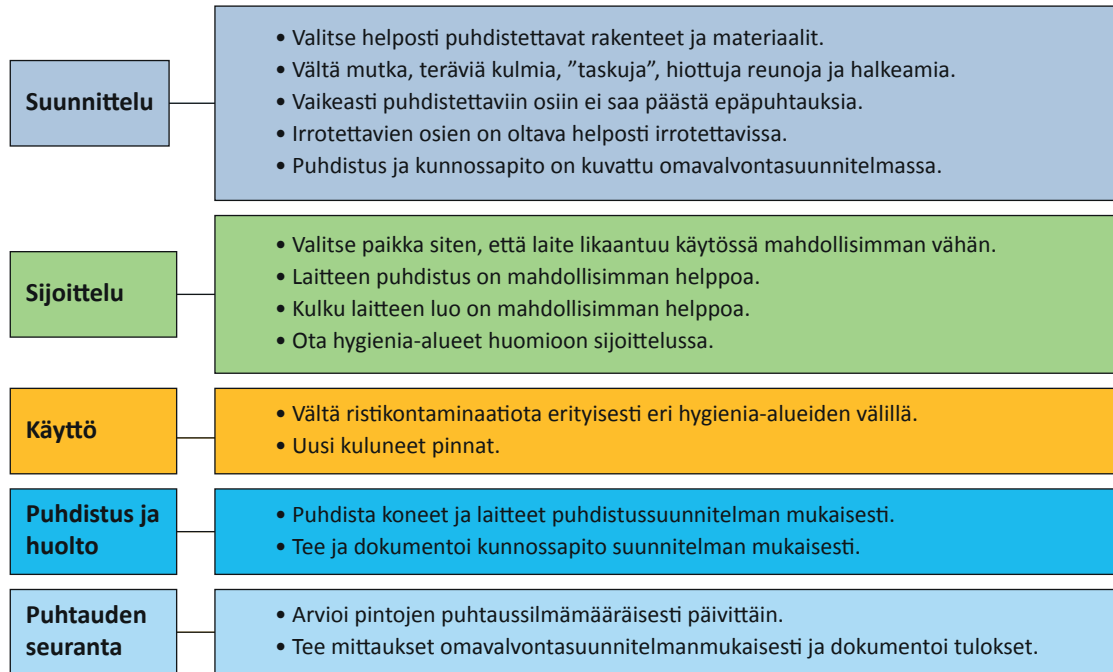 Suunnittelu
• Valitse helposti puhdistettavat rakenteet ja materiaalit.
• Vältä mutka, teräviä kulmia, ”taskuja”, hiottuja reunoja ja halkeamia.
• Vaikeasti puhdistettaviin osiin ei saa päästä epäpuhtauksia.
• Irrotettavien osien on oltava helposti irrotettavissa.
• Puhdistus ja kunnossapito on kuvattu omavalvontasuunnitelmassa.
Sijoittelu
• Valitse paikka siten, että laite likaantuu käytössä mahdollisimman vähän.
• Laitteen puhdistus on mahdollisimman helppoa.
• Kulku laitteen luo on mahdollisimman helppoa.
• Ota hygienia-alueet huomioon sijoittelussa.
Käyttö
• Vältä ristikontaminaatiota erityisesti eri hygienia-alueiden välillä.
• Uusi kuluneet pinnat.
Puhdistus ja
huolto
• Puhdista koneet ja laitteet puhdistussuunnitelman mukaisesti.
• Tee ja dokumentoi kunnossapito suunnitelman mukaisesti.
Puhtauden
seuranta
• Arvioi pintojen puhtaussilmämääräisesti päivittäin.
• Tee mittaukset omavalvontasuunnitelmanmukaisesti ja dokumentoi tulokset.